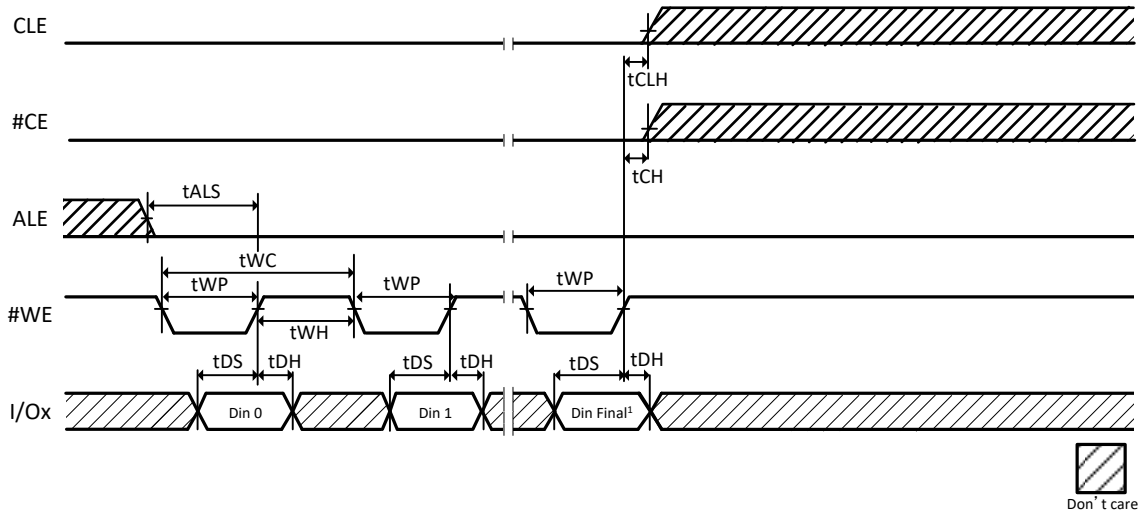 CLE
tCLH
#CE
tCH
tALS
ALE
tWC
tWP tWP tWP
#WE
tWH
tDS tDH tDS tDH tDS tDH
I/Ox Din 0 Din 1 Din Final¹
Don't care